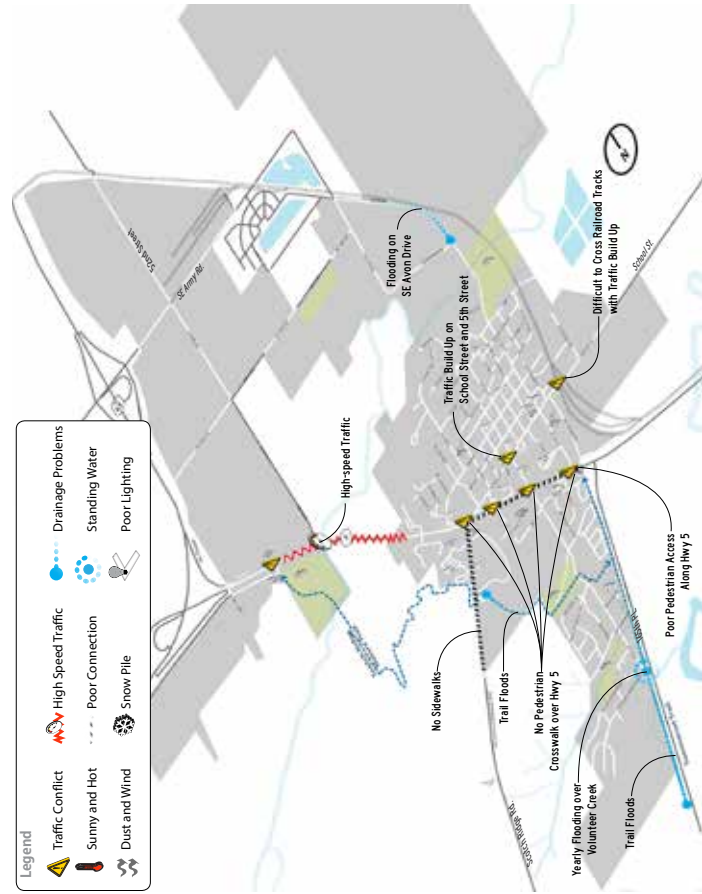 Legend
Traffic Conflict
High Speed Traffic
Drainage Problems
Sunny and Hot
Poor Connection
Standing Water
Dust and Wind
Snow Pile
Poor Lighting
52nd Street
SE Army Rd.
Flooding on
SE Avon Drive
High-speed Traffic
Traffic Build Up on
School Street and 5th Street
Difficult to Cross Railroad Tracks
with Traffic Build Up
School St.
N
No Sidewalks
Trail Floods
No Pedestrian
Crosswalk over Hwy 5
Poor Pedestrian Access
Along Hwy 5
Scotch Ridge Rd.
Yearly Flooding over
Volunteer Creek
Trail Floods